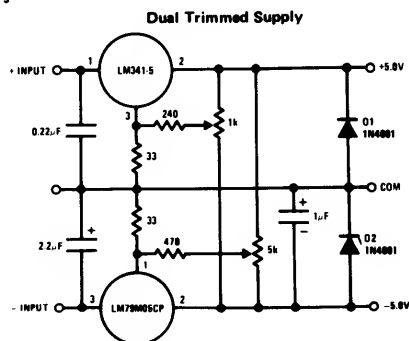 Dual Trimmed Supply
+ INPUT
1
LM341-5
2
+5.0V
3
240
1k
0.22µF
33
D1
1N4001
COM
33
+
1µF
−
+
2.2µF
470
5k
D2
1N4001
1
− INPUT
3
LM79M05CP
2
−5.0V